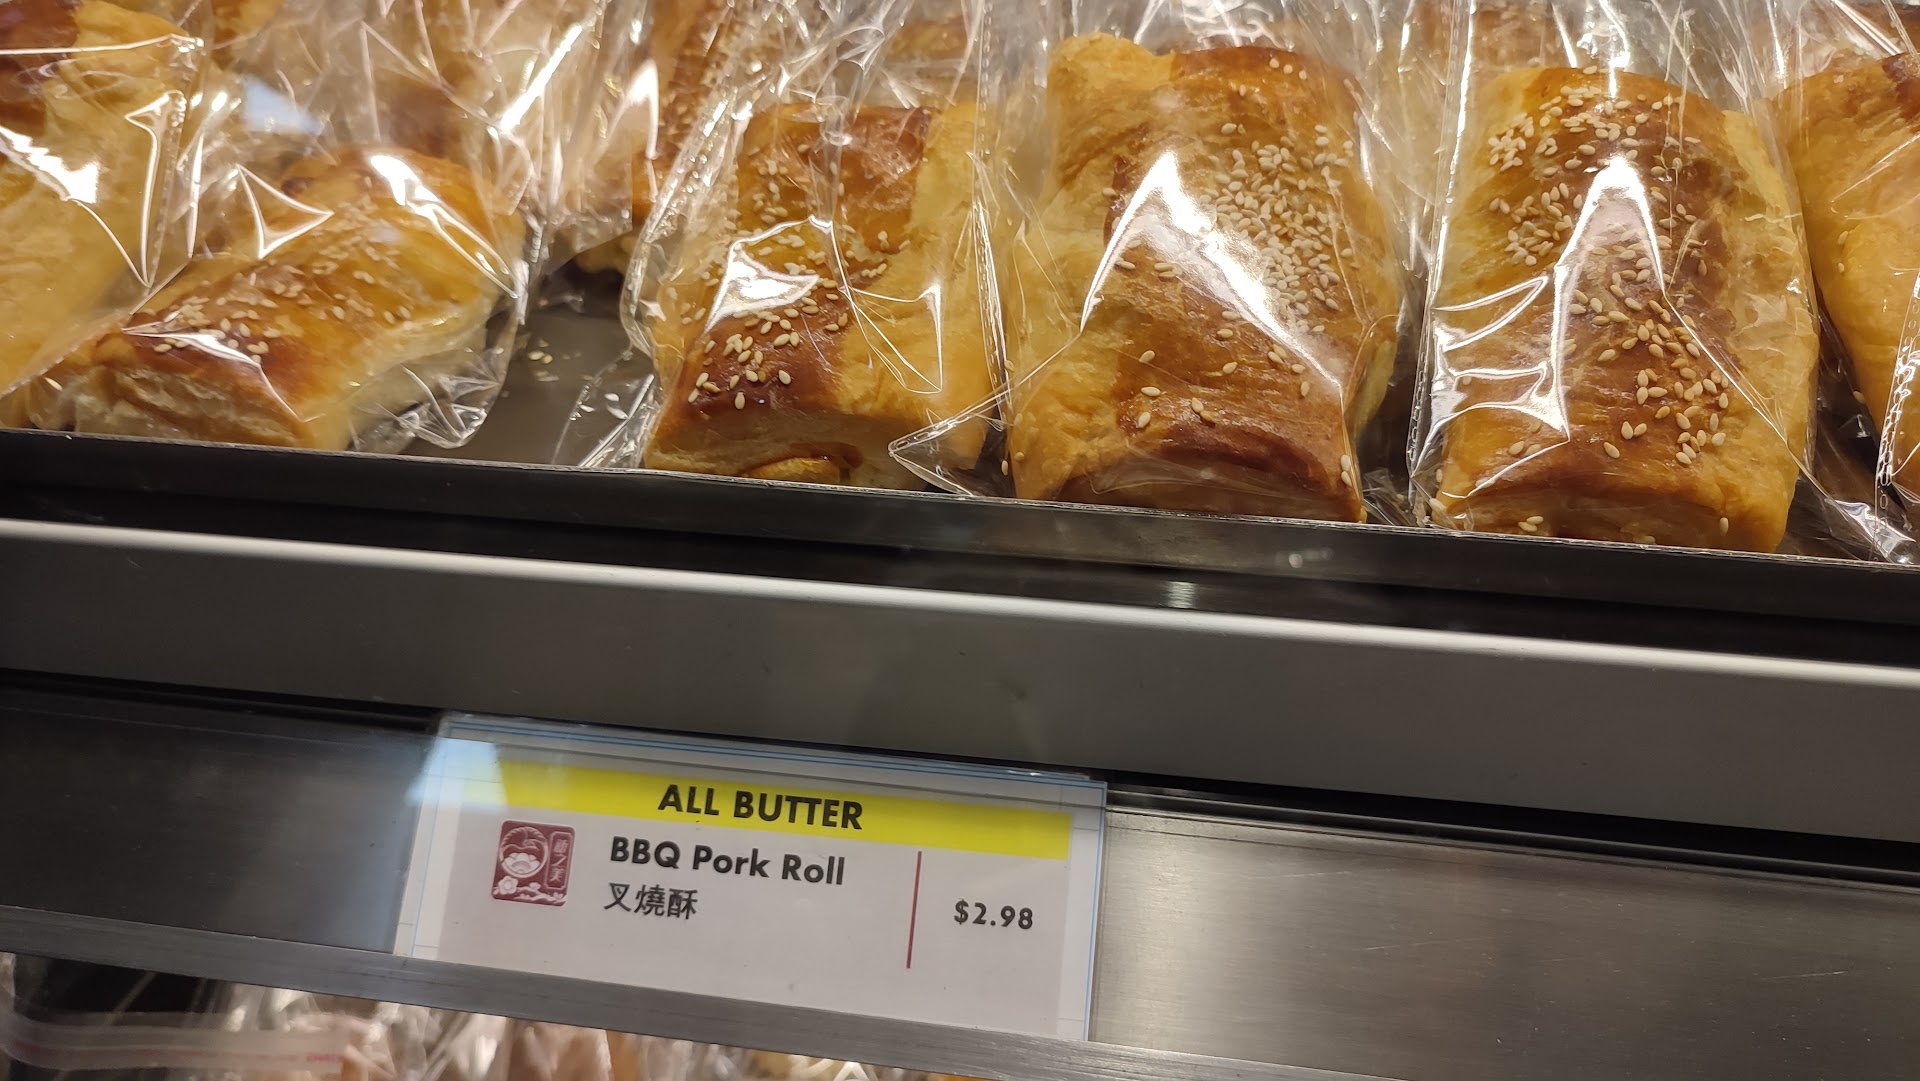 ALL BUTTER
BBQ Pork Roll
叉燒酥
$2.98